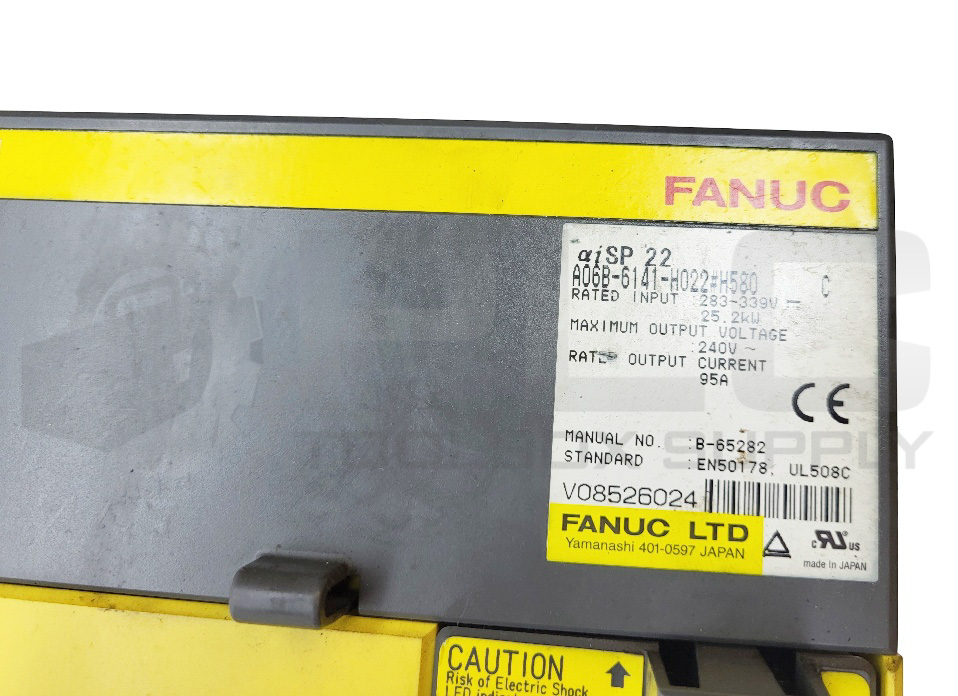 FANUC
αiSP 22
A06B-6141-H022#H580 C
RATED INPUT :283-339V
25.2kW
MAXIMUM OUTPUT VOLTAGE
:240V ~
OUTPUT CURRENT
95A
CE
MANUAL NO. :B-65282
STANDARD :EN50178, UL508C
V08526024
FANUC LTD
Yamanashi 401-0597 JAPAN
c US
made in JAPAN
CAUTION
Risk of Electric Shock